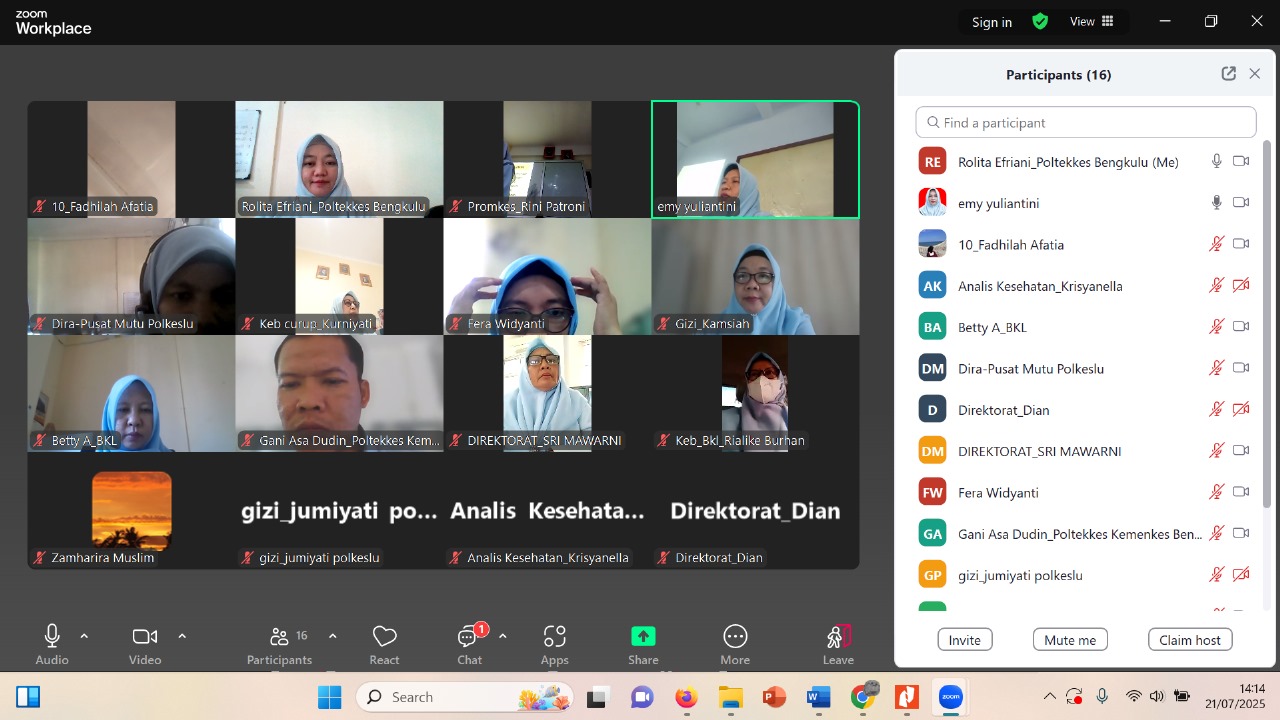 zoom
Workplace
Sign in
View
Participants (16)
Find a participant
10_Fadhilah Afatia
Rolita Efriani_Poltekkes Bengkulu
Promkes_Rini Patroni
emy yuliantini
Dira-Pusat Mutu Polkeslu
Keb curup_Kurniyati
Fera Widyanti
Gizi_Kamsiah
Betty A_BKL
Gani Asa Dudin_Poltekkes Kem...
DIREKTORAT_SRI MAWARNI
Keb_Bkl_Rialike Burhan
gizi_jumiyati po...
Analis Kesehata...
Direktorat_Dian
Zamharira Muslim
gizi_jumiyati polkeslu
Analis Kesehatan_Krisyanella
Direktorat_Dian
RE Rolita Efriani_Poltekkes Bengkulu (Me)
emy yuliantini
10_Fadhilah Afatia
AK Analis Kesehatan_Krisyanella
BA Betty A_BKL
DM Dira-Pusat Mutu Polkeslu
D Direktorat_Dian
DM DIREKTORAT_SRI MAWARNI
FW Fera Widyanti
GA Gani Asa Dudin_Poltekkes Kemenkes Ben...
GP gizi_jumiyati polkeslu
Invite
Mute me
Claim host
Audio
Video
16
Participants
React
1
Chat
Apps
Share
More
Leave
Search
P
W
zoom
14:14
21/07/2025